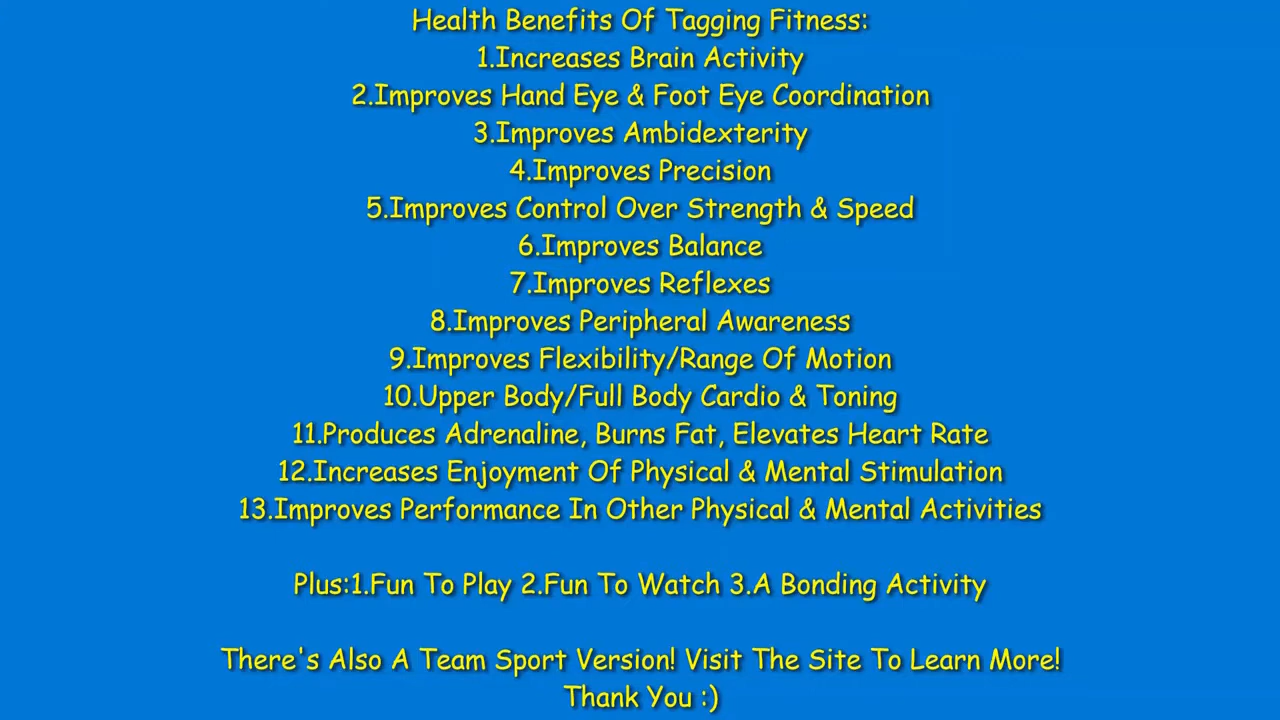 Health Benefits Of Tagging Fitness:
1.Increases Brain Activity
2.Improves Hand Eye & Foot Eye Coordination
3.Improves Ambidexterity
4.Improves Precision
5.Improves Control Over Strength & Speed
6.Improves Balance
7.Improves Reflexes
8.Improves Peripheral Awareness
9.Improves Flexibility/Range Of Motion
10.Upper Body/Full Body Cardio & Toning
11.Produces Adrenaline, Burns Fat, Elevates Heart Rate
12.Increases Enjoyment Of Physical & Mental Stimulation
13.Improves Performance In Other Physical & Mental Activities
Plus:1.Fun To Play 2.Fun To Watch 3.A Bonding Activity
There's Also A Team Sport Version! Visit The Site To Learn More!
Thank You :)